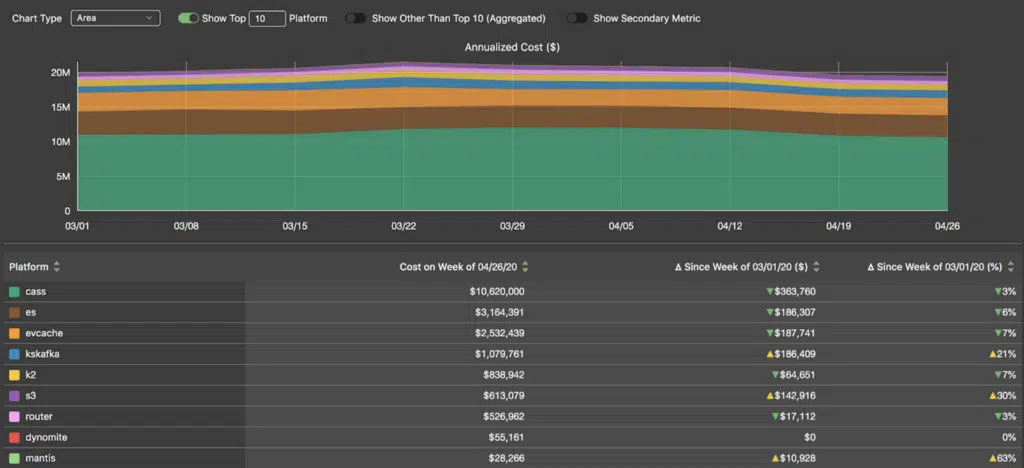 Chart Type Area Show Top 10 Platform Show Other Than Top 10 (Aggregated) Show Secondary Metric
Annualized Cost ($)
20M
15M
10M
5M
0
03/01 03/08 03/15 03/22 03/29 04/05 04/12 04/19 04/26
Platform Cost on Week of 04/26/20 Δ Since Week of 03/01/20 ($) Δ Since Week of 03/01/20 (%)
cass $10,620,000 ▼$363,760 ▼3%
es $3,164,391 ▼$186,307 ▼6%
evcache $2,532,439 ▼$187,741 ▼7%
kskafka $1,079,761 ▲$186,409 ▲21%
k2 $838,942 ▼$64,651 ▼7%
s3 $613,079 ▲$142,916 ▲30%
router $526,962 ▼$17,112 ▼3%
dynomite $55,161 $0 0%
mantis $28,266 ▲$10,928 ▲63%